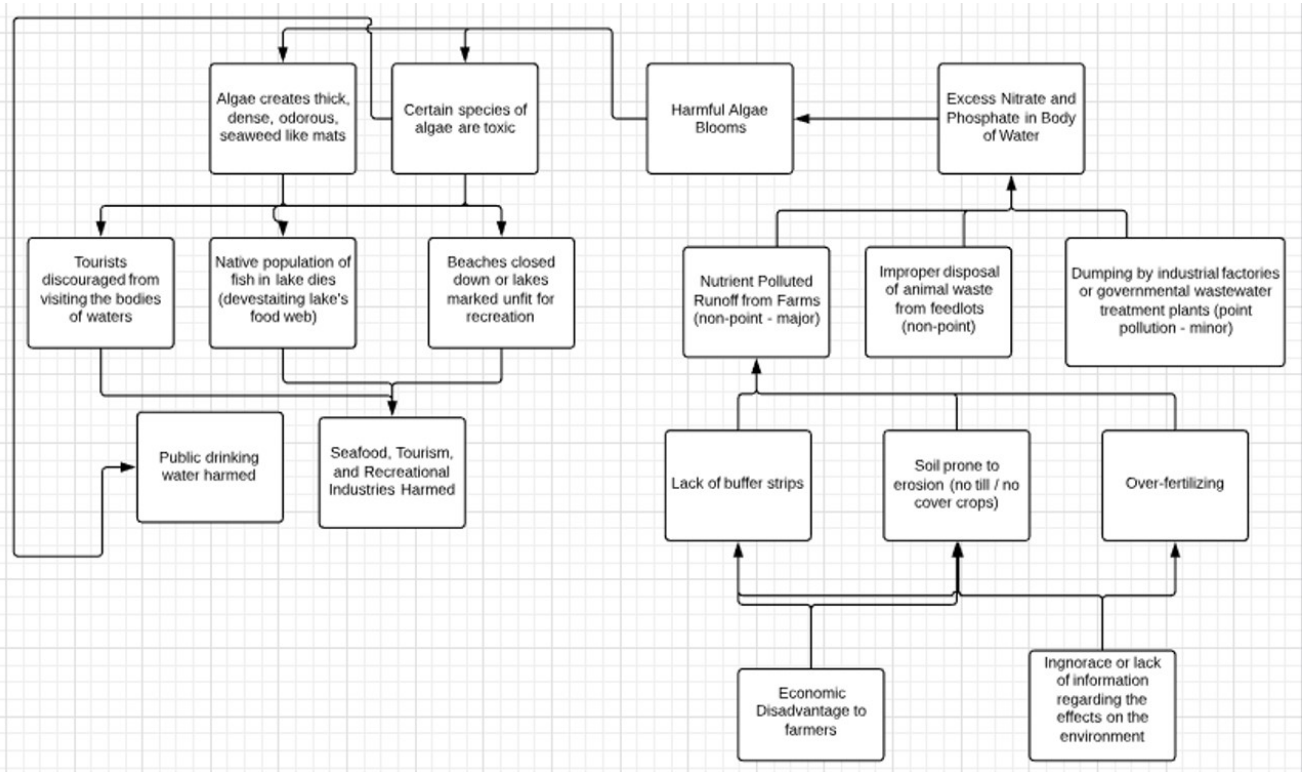 Algae creates thick,
dense, odorous,
seaweed like mats
Certain species of
algae are toxic
Harmful Algae
Blooms
Excess Nitrate and
Phosphate in Body
of Water
Tourists
discouraged from
visiting the bodies
of waters
Native population of
fish in lake dies
(devestaiting lake's
food web)
Beaches closed
down or lakes
marked unfit for
recreation
Nutrient Polluted
Runoff from Farms
(non-point - major)
Improper disposal
of animal waste
from feedlots
(non-point)
Dumping by industrial factories
or governmental wastewater
treatment plants (point
pollution - minor)
Public drinking
water harmed
Seafood, Tourism,
and Recreational
Industries Harmed
Lack of buffer strips
Soil prone to
erosion (no till / no
cover crops)
Over-fertilizing
Economic
Disadvantage to
farmers
Ingnorace or lack
of information
regarding the
effects on the
environment